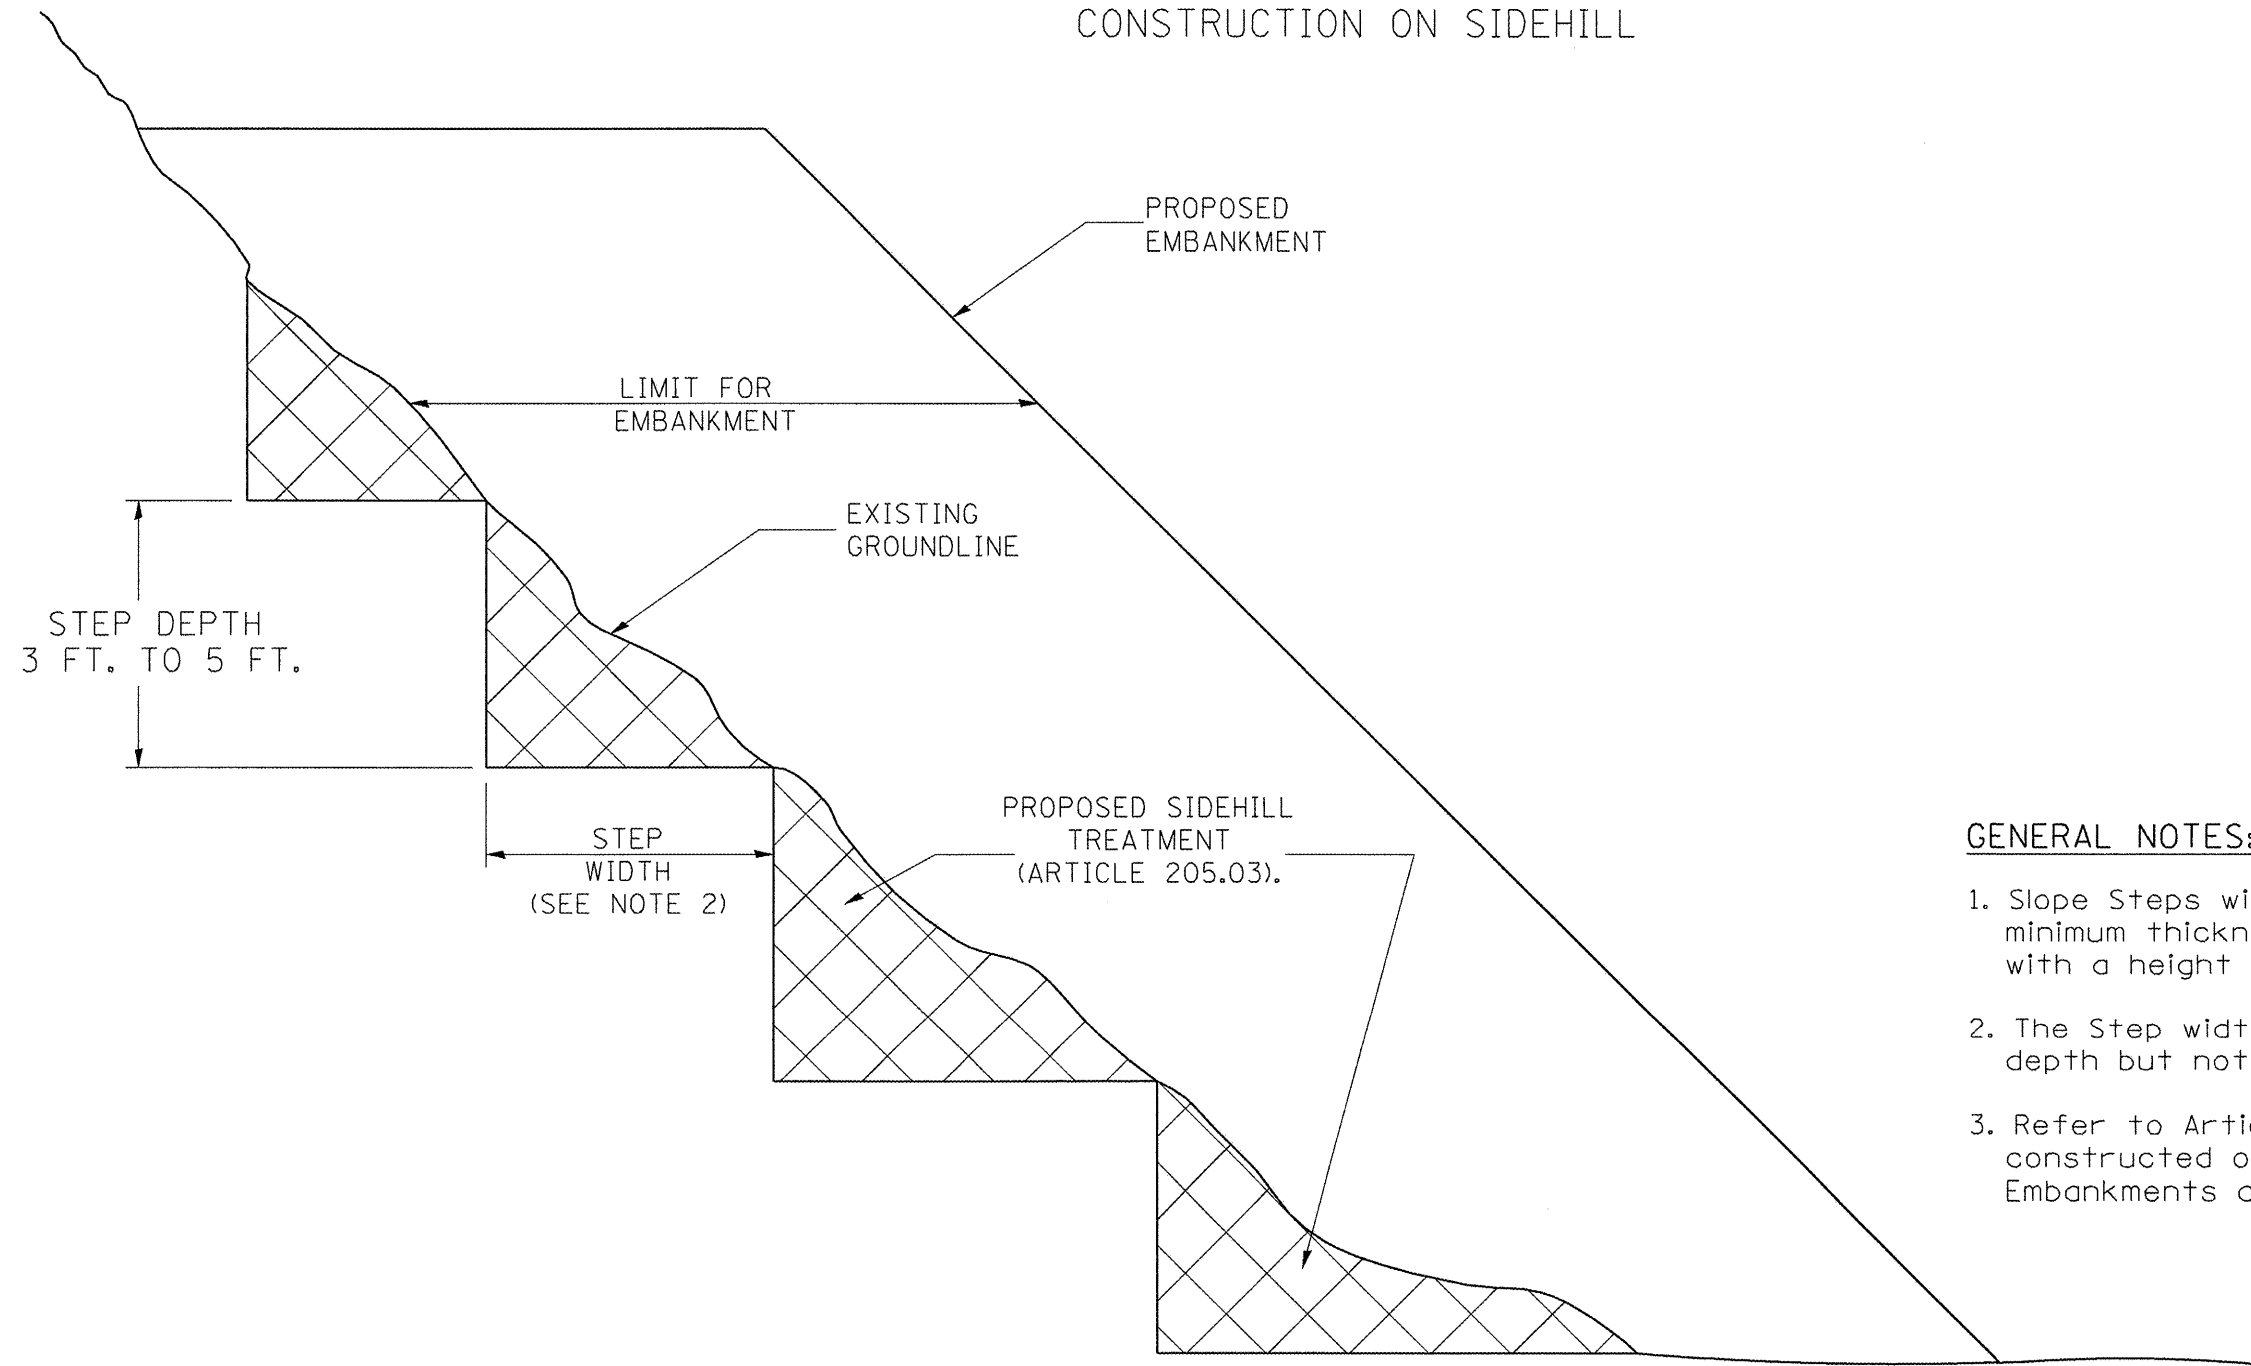 CONSTRUCTION ON SIDEHILL
PROPOSED
EMBANKMENT
LIMIT FOR
EMBANKMENT
EXISTING
GROUNDLINE
STEP DEPTH
3 FT. TO 5 FT.
STEP
WIDTH
(SEE NOTE 2)
PROPOSED SIDEHILL
TREATMENT
(ARTICLE 205.03).
GENERAL NOTES:
1. Slope Steps
minimum
with a height
2. The Step
depth but not
3. Refer to
constructed
Embankments